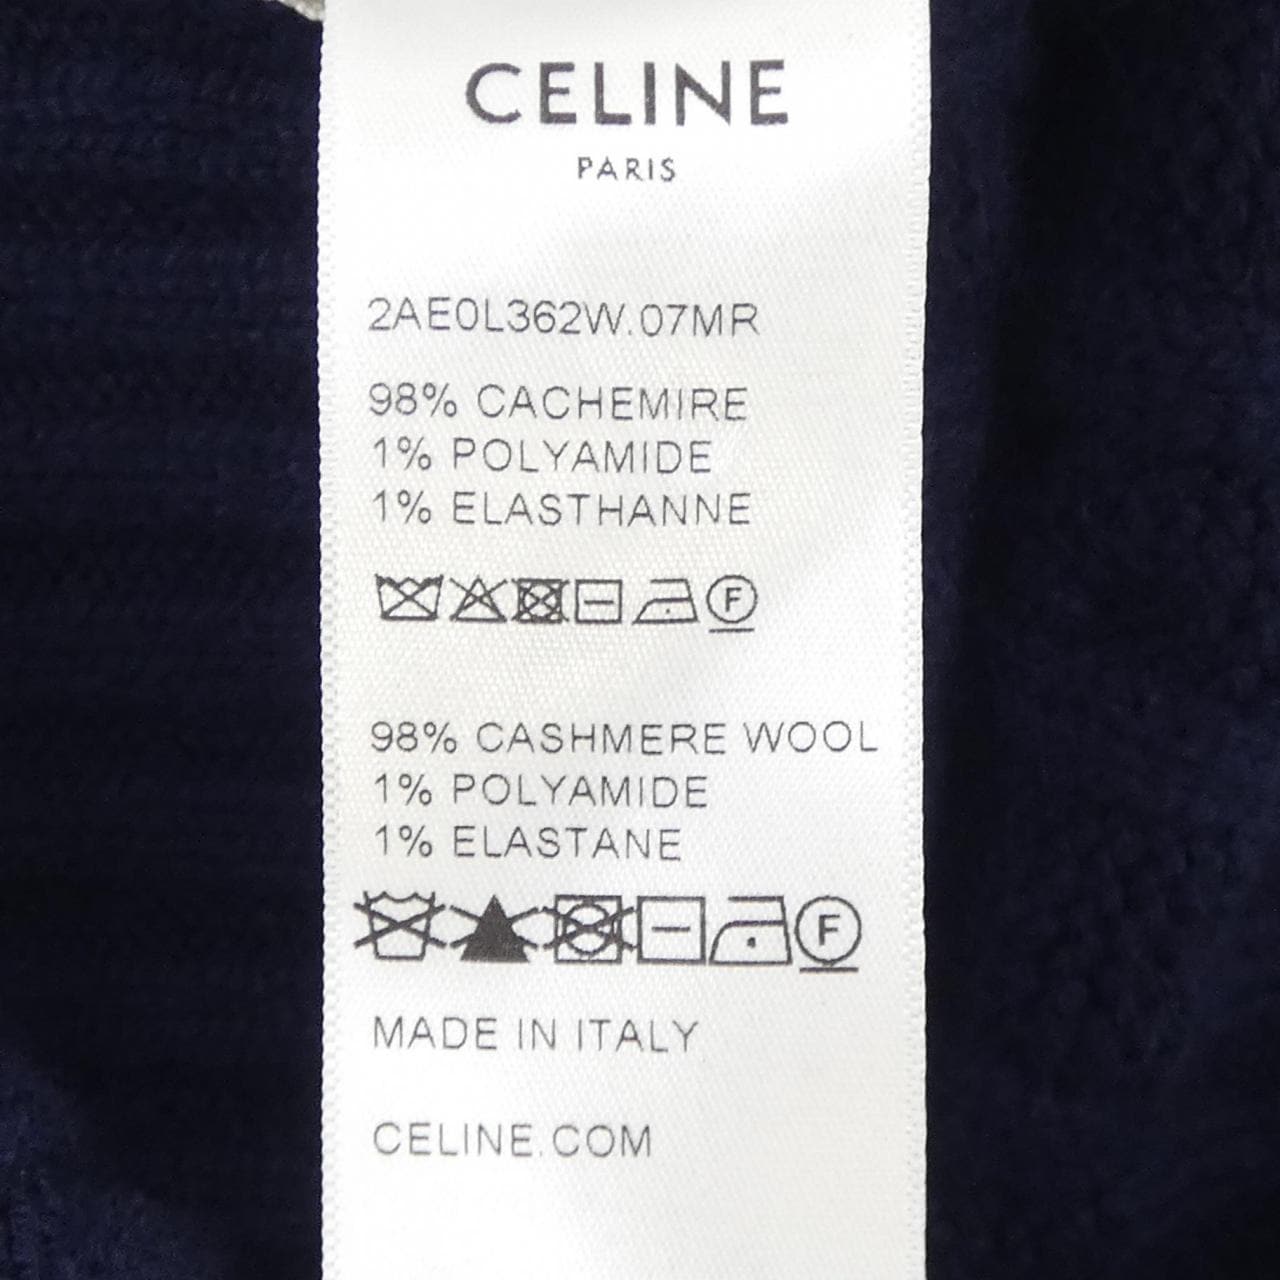 CELINE
PARIS
2AE0L362W.07MR
98% CACHEMIRE
1% POLYAMIDE
1% ELASTHANNE
F
98% CASHMERE WOOL
1% POLYAMIDE
1% ELASTANE
F
MADE IN ITALY
CELINE.COM